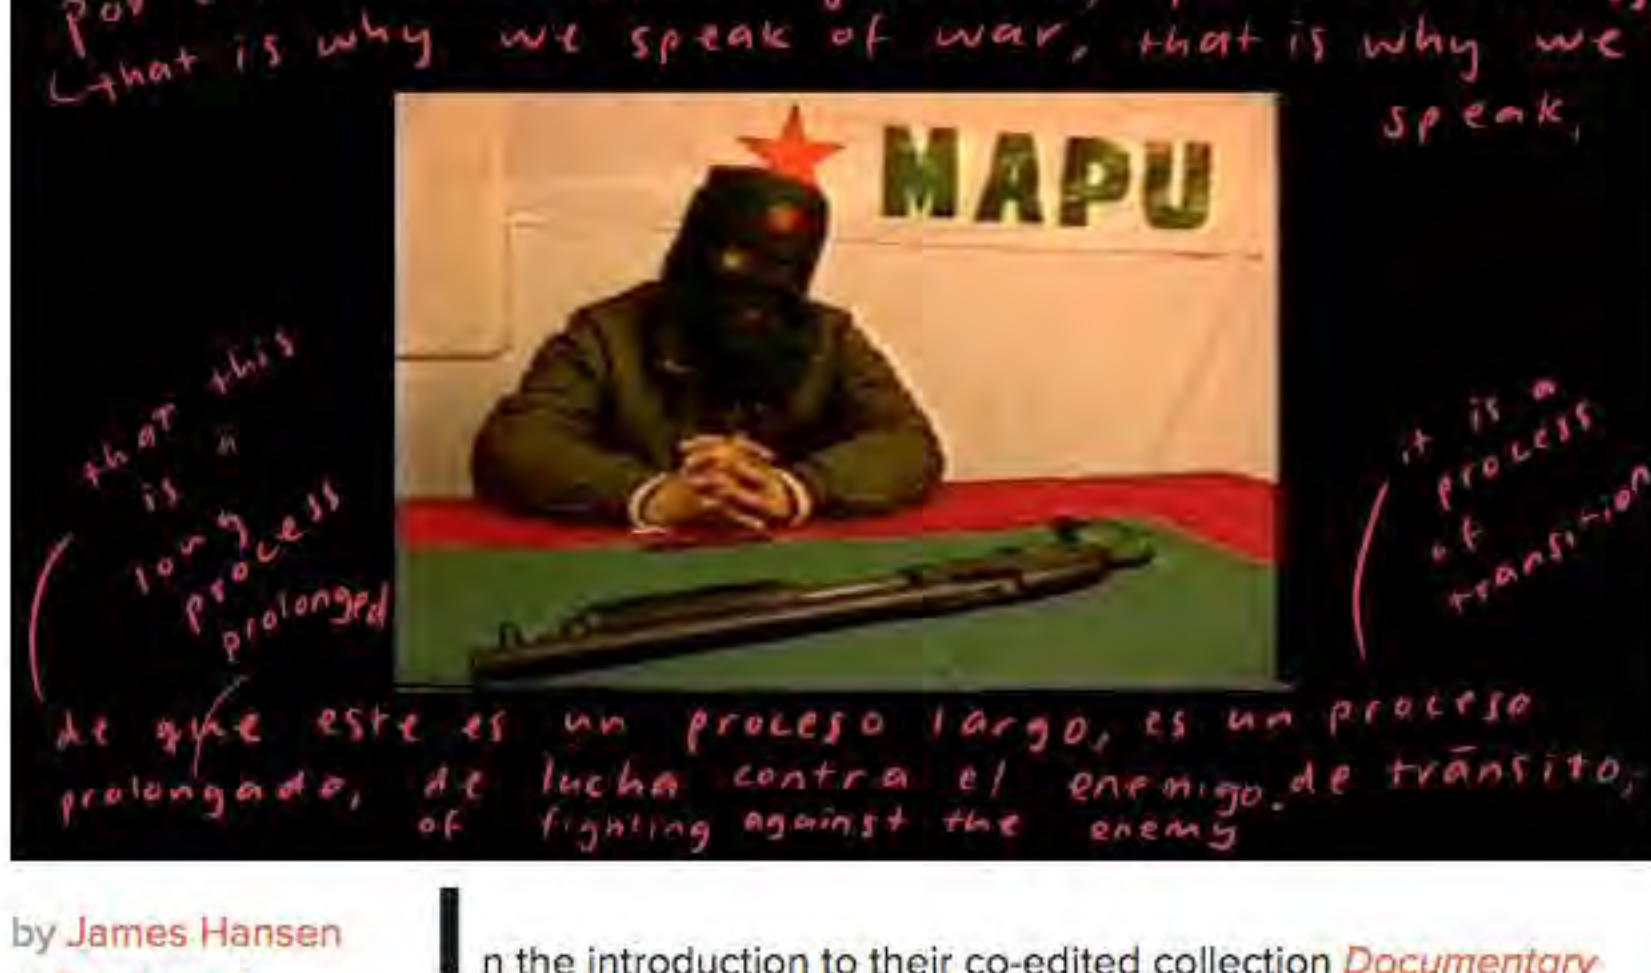 por
that is why we speak of war, that is why we
speak,
MAPU
that this
is a
long
process
prolonged
it is a
process
of
transition
de que este es un proceso largo, es un proceso
prolongado, de lucha contra el enemigo. de tránsito,
of fighting against the enemy
by James Hansen
n the introduction to their co-edited collection Documentary